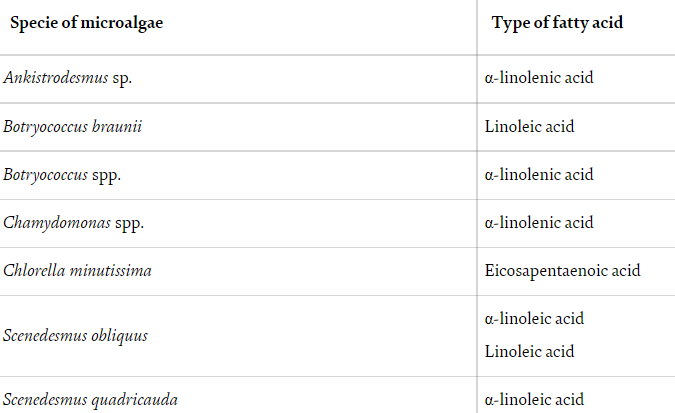 Specie of microalgae Type of fatty acid
Ankistrodesmus sp. α-linolenic acid
Botryococcus braunii Linoleic acid
Botryococcus spp. α-linolenic acid
Chamydomonas spp. α-linolenic acid
Chlorella minutissima Eicosapentaenoic acid
Scenedesmus obliquus
α-linoleic acid
Linoleic acid
Scenedesmus quadricauda α-linoleic acid